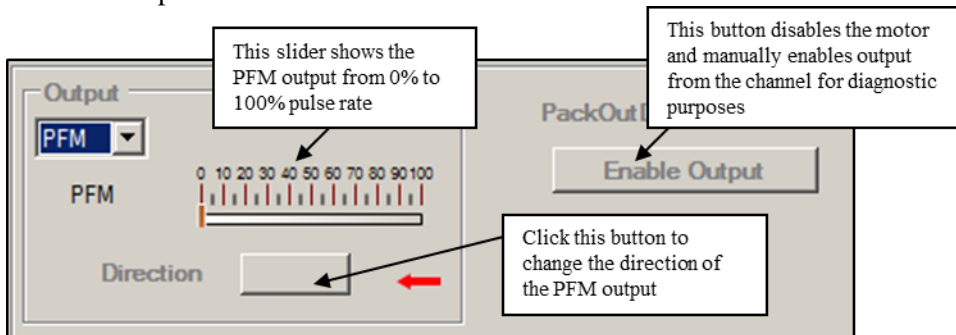 This button disables the motor
and manually enables output
from the channel for diagnostic
purposes
This slider shows the
PFM output from 0% to
100% pulse rate
Output
PFM
PackOut
Enable Output
PFM
0 10 20 30 40 50 60 70 80 90 100
Click this button to
change the direction of
the PFM output
Direction